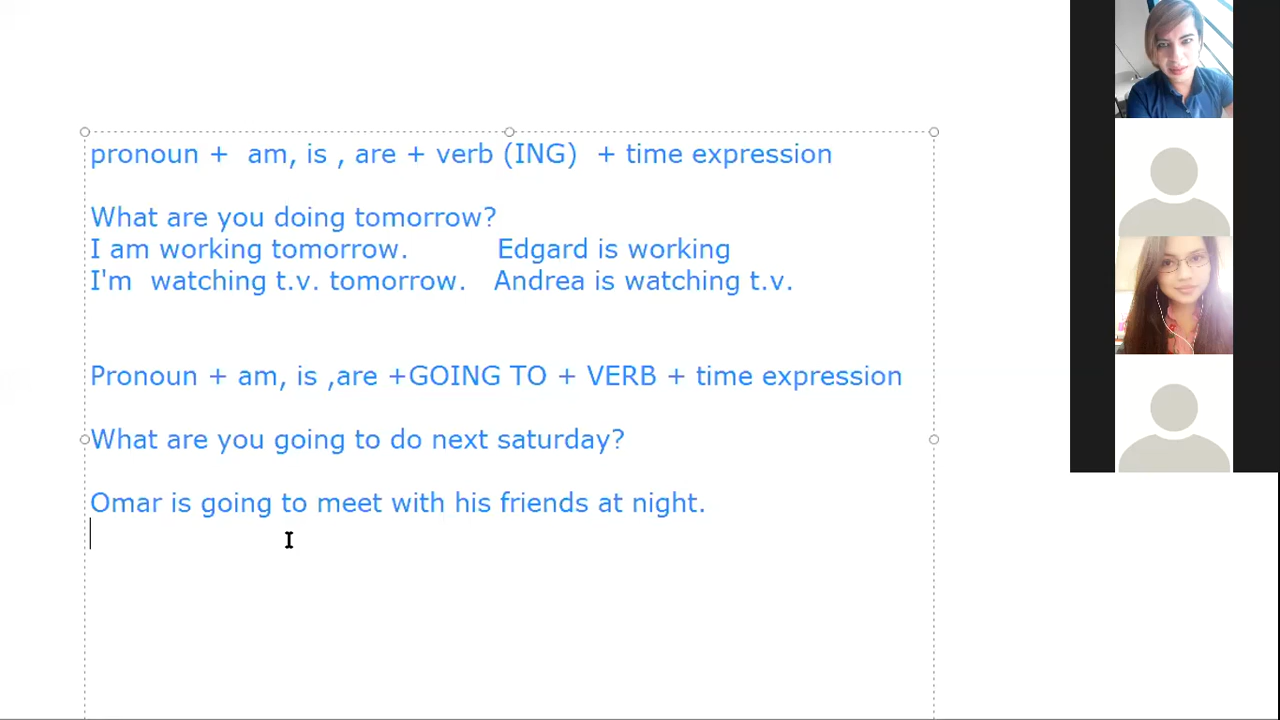 pronoun +  am, is , are + verb (ING)  + time expression
What are you doing tomorrow?
I am working tomorrow.          Edgard is working
I'm  watching t.v. tomorrow.   Andrea is watching t.v.
Pronoun + am, is ,are +GOING TO + VERB + time expression
What are you going to do next saturday?
Omar is going to meet with his friends at night.